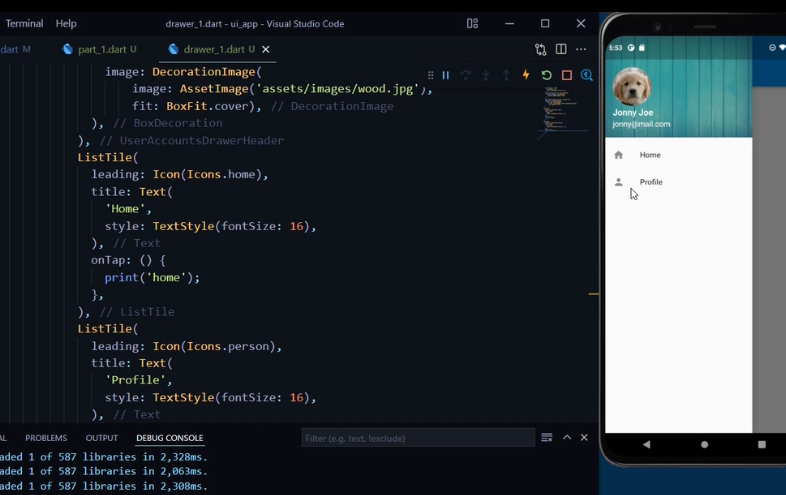 Terminal Help
drawer_1.dart - ui_app - Visual Studio Code
dart M
part_1.dart U
drawer_1.dart U
image: DecorationImage(
image: AssetImage('assets/images/wood.jpg'),
fit: BoxFit.cover), // DecorationImage
), // BoxDecoration
), // UserAccountsDrawerHeader
ListTile(
leading: Icon(Icons.home),
title: Text(
'Home',
style: TextStyle(fontSize: 16),
), // Text
onTap: () {
print('home');
},
), // ListTile
ListTile(
leading: Icon(Icons.person),
title: Text(
'Profile',
style: TextStyle(fontSize: 16),
), // Text
AL PROBLEMS OUTPUT DEBUG CONSOLE
Filter (e.g. text, !exclude)
aded 1 of 587 libraries in 2,328ms.
aded 1 of 587 libraries in 2,063ms.
aded 1 of 587 libraries in 2,308ms.
5:53
Jonny Joe
jonny@mail.com
Home
Profile